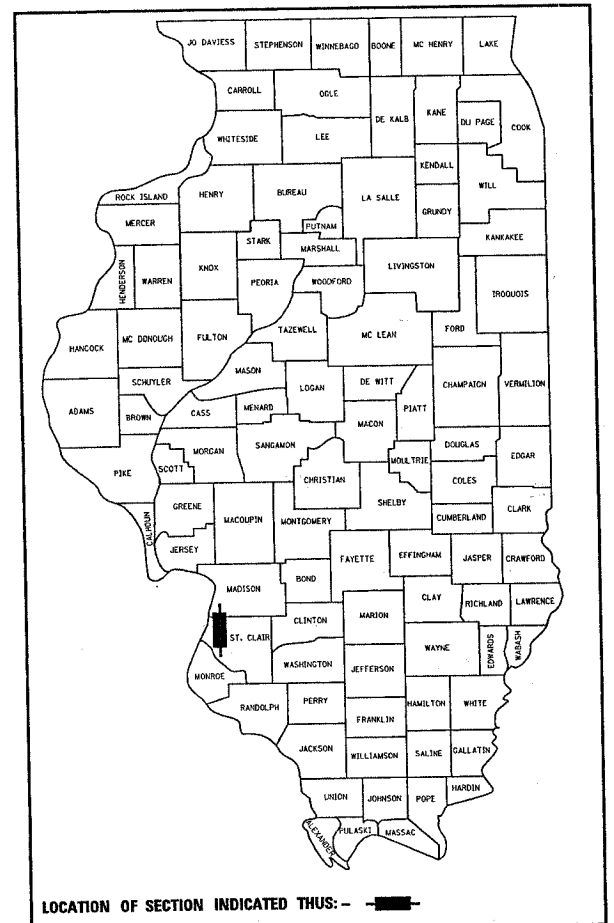 JO DAVIESS STEPHENSON WINNEBAGO BOONE MC HENRY LAKE
CARROLL OGLE DE KALB KANE DU PAGE COOK
WHITESIDE LEE KENDALL WILL
ROCK ISLAND HENRY BUREAU LA SALLE GRUNDY
MERCER PUTNAM KANKAKEE
STARK MARSHALL
HENDERSON WARREN KNOX PEORIA WOODFORD LIVINGSTON IROQUOIS
HANCOCK MC DONOUGH FULTON TAZEWELL MC LEAN FORD
MASON
SCHUYLER LOGAN DE WITT CHAMPAIGN VERMILION
ADAMS BROWN CASS MENARD MACON PIATT
MORGAN SANGAMON DOUGLAS EDGAR
PIKE SCOTT CHRISTIAN MOULTRIE COLES
GREENE MACOUPIN MONTGOMERY SHELBY CUMBERLAND CLARK
CALHOUN JERSEY FAYETTE EFFINGHAM JASPER CRAWFORD
MADISON BOND CLAY RICHLAND LAWRENCE
CLINTON MARION
ST. CLAIR WAYNE EDWARDS WABASH
MONROE WASHINGTON JEFFERSON
RANDOLPH PERRY HAMILTON WHITE
FRANKLIN
JACKSON WILLIAMSON SALINE GALLATIN
UNION JOHNSON POPE HARDIN
ALEXANDER PULASKI MASSAC
LOCATION OF SECTION INDICATED THUS: -